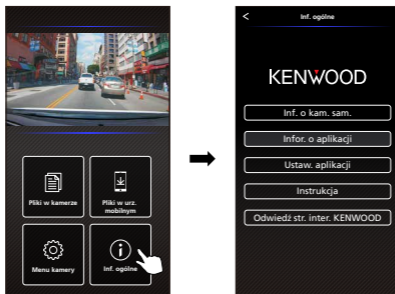 Pliki w kamerze
Pliki w urz.
mobilnym
Menu kamery
Inf. ogólne
< Inf. ogólne
KENWOOD
Inf. o kam. sam.
Infor. o aplikacji
Ustaw. aplikacji
Instrukcja
Odwiedź str. inter. KENWOOD